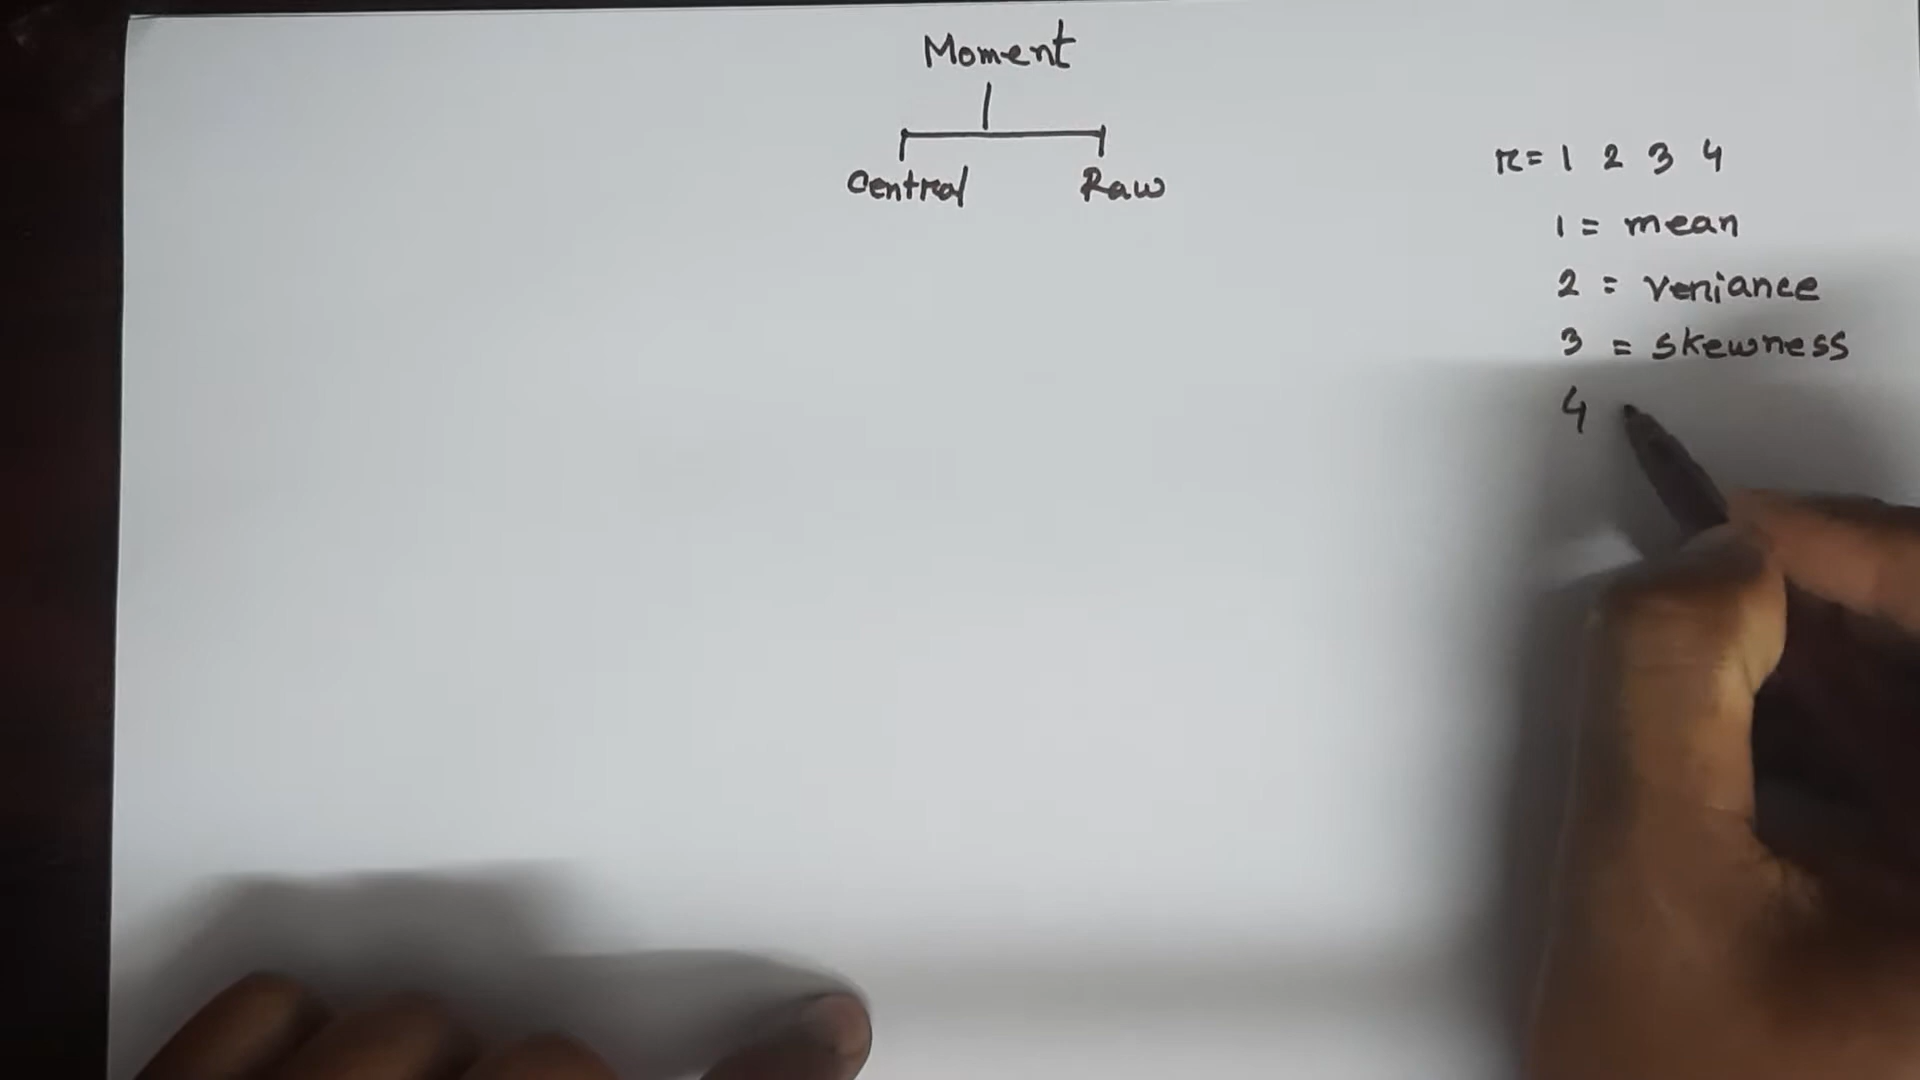 Moment
Central Raw
r= 1 2 3 4
1 = mean
2 = veriance
3 = skewness
4